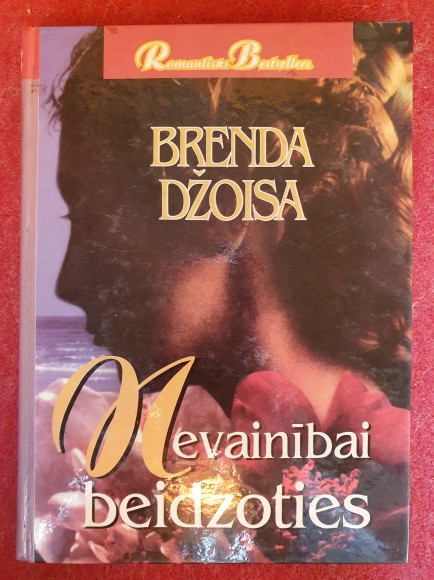 Romantisks Bestsellers
BRENDA
DŽOISA
Nevainībai
beidzoties